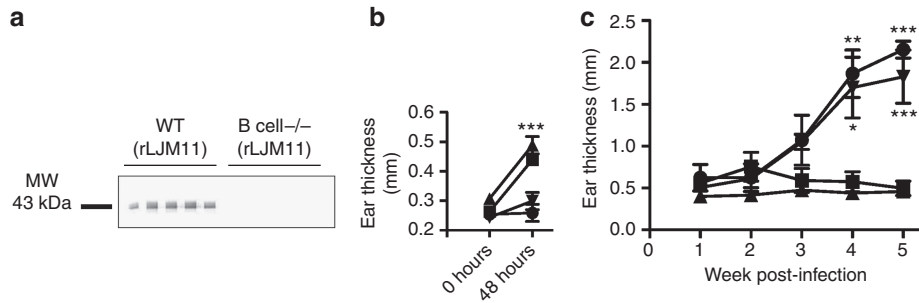 a
WT
(rLJM11)
B cell–/–
(rLJM11)
MW
43 kDa
b
Ear thickness
(mm)
0.6
0.5
0.4
0.3
0.2
***
0 hours
48 hours
c
Ear thickness (mm)
2.5
2.0
1.5
1.0
0.5
0
**
***
*
***
0
1
2
3
4
5
Week post-infection